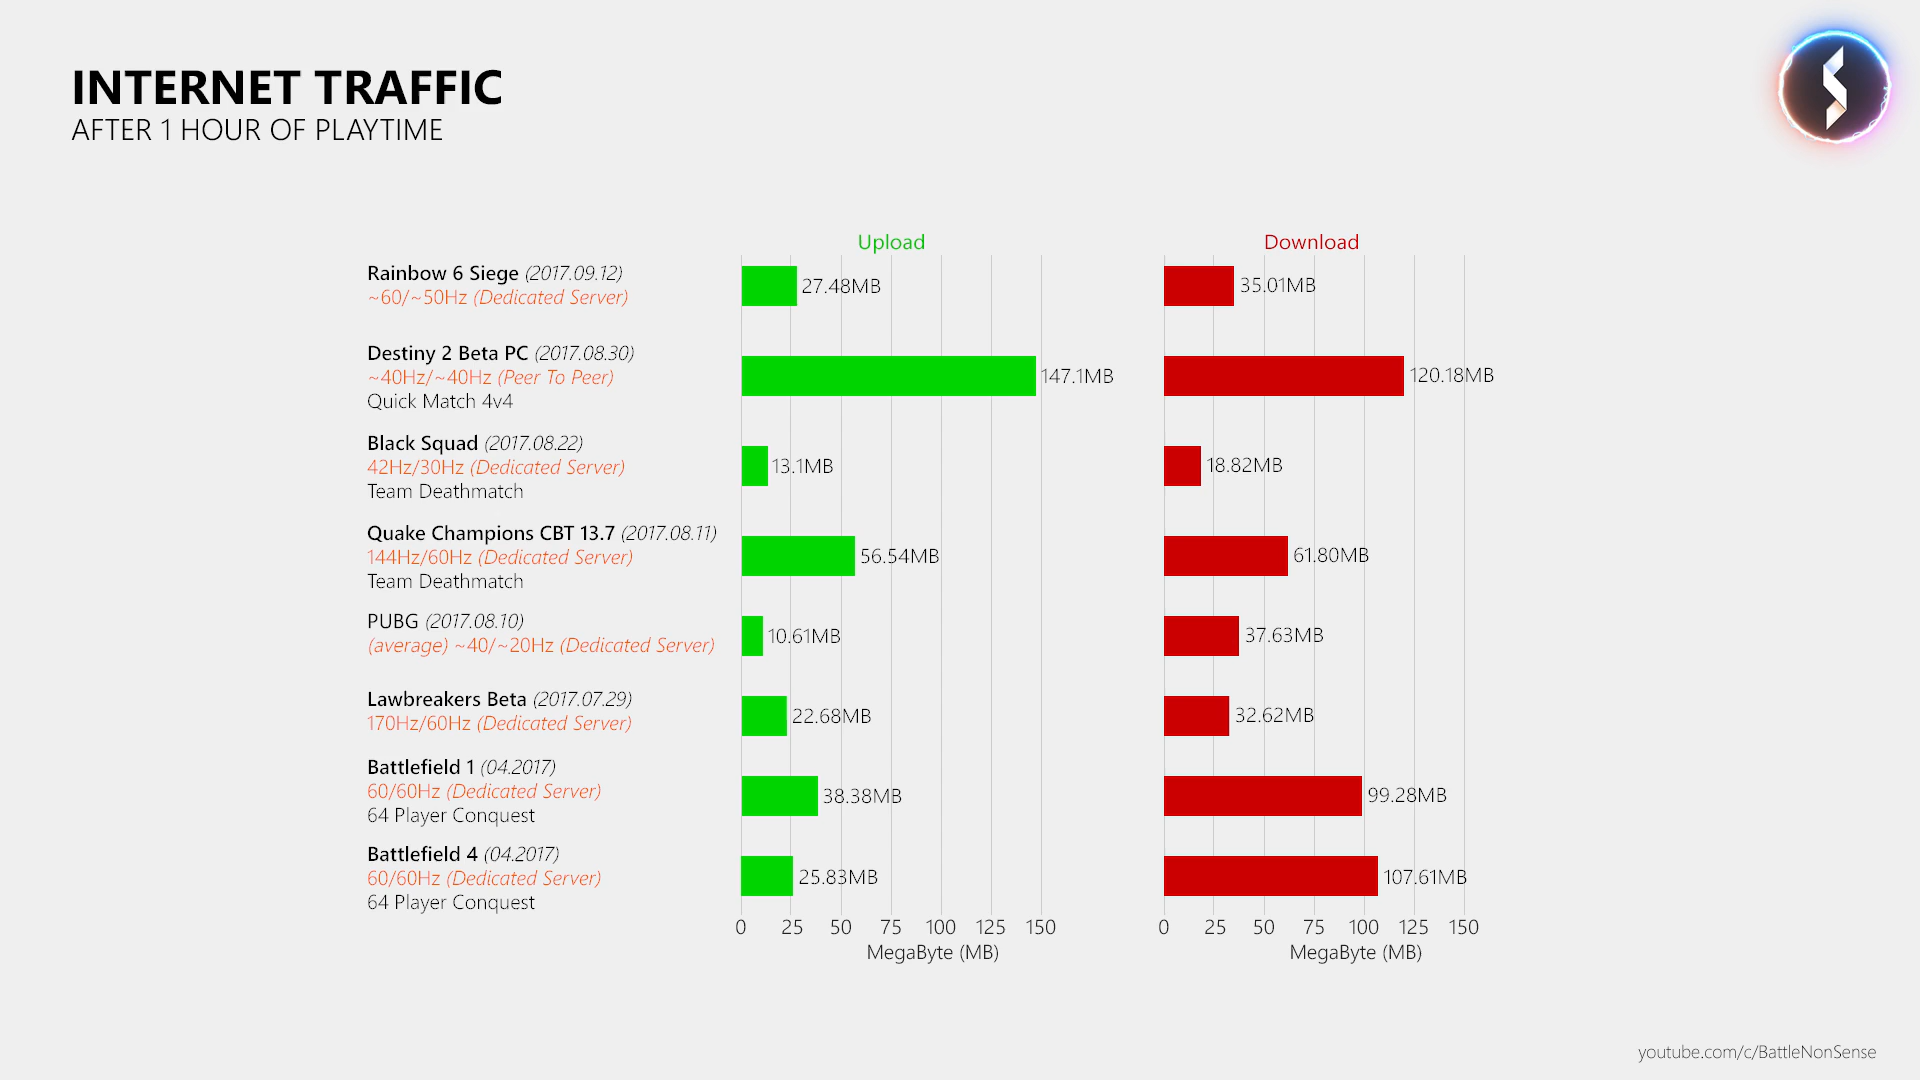 INTERNET TRAFFIC
AFTER 1 HOUR OF PLAYTIME
Upload
Download
Rainbow 6 Siege (2017.09.12)
~60/~50Hz (Dedicated Server)
27.48MB
35.01MB
Destiny 2 Beta PC (2017.08.30)
~40Hz/~40Hz (Peer To Peer)
Quick Match 4v4
147.1MB
120.18MB
Black Squad (2017.08.22)
42Hz/30Hz (Dedicated Server)
Team Deathmatch
13.1MB
18.82MB
Quake Champions CBT 13.7 (2017.08.11)
144Hz/60Hz (Dedicated Server)
Team Deathmatch
56.54MB
61.80MB
PUBG (2017.08.10)
(average) ~40/~20Hz (Dedicated Server)
10.61MB
37.63MB
Lawbreakers Beta (2017.07.29)
170Hz/60Hz (Dedicated Server)
22.68MB
32.62MB
Battlefield 1 (04.2017)
60/60Hz (Dedicated Server)
64 Player Conquest
38.38MB
99.28MB
Battlefield 4 (04.2017)
60/60Hz (Dedicated Server)
64 Player Conquest
25.83MB
107.61MB
0 25 50 75 100 125 150
MegaByte (MB)
0 25 50 75 100 125 150
MegaByte (MB)
youtube.com/c/BattleNonSense